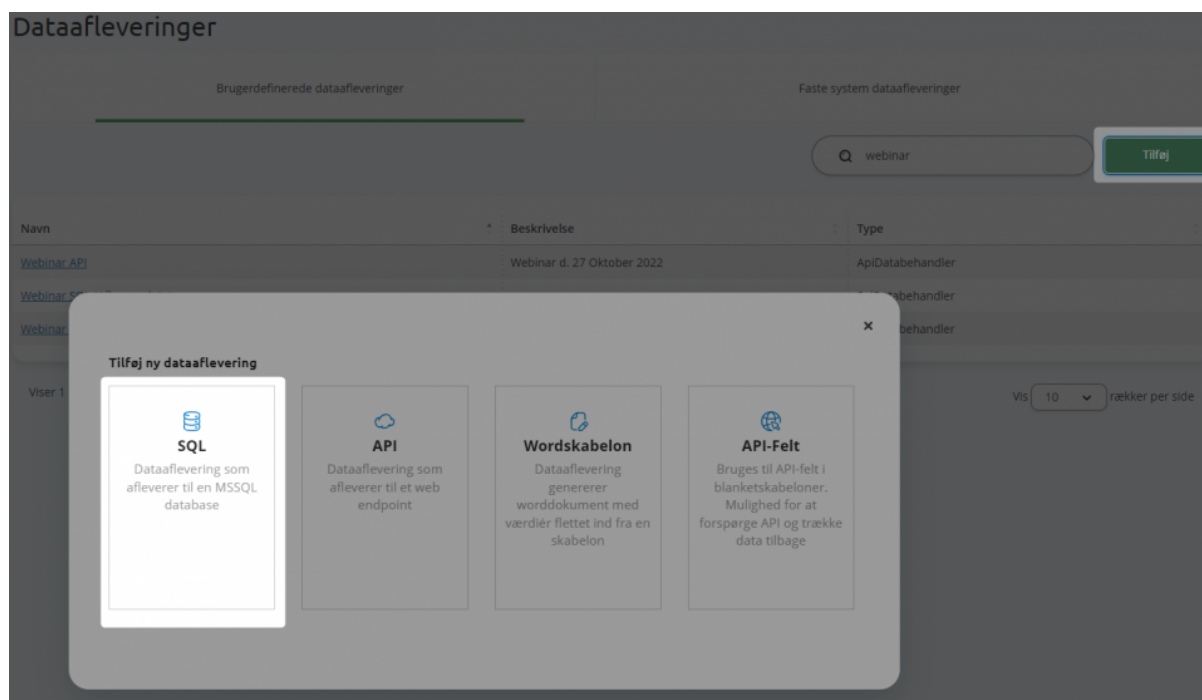 Dataafleveringer
Brugerdefinerede dataafleveringer
Faste system dataafleveringer
webinar
Tilføj
Navn
Beskrivelse
Type
Webinar API
Webinar d. 27 Oktober 2022
ApiDatabehandler
Webinar
abehandler
Webinar
behandler
Tilføj ny dataaflevering
SQL
Dataaflevering som
afleverer til en MSSQL
database
API
Dataaflevering som
afleverer til et web
endpoint
Wordskabelon
Dataaflevering
genererer
worddokument med
værdiér flettet ind fra en
skabelon
API-Felt
Bruges til API-felt i
blanketskabeloner.
Mulighed for at
forspørge API og trække
data tilbage
Viser 1
Vis 10 rækker per side